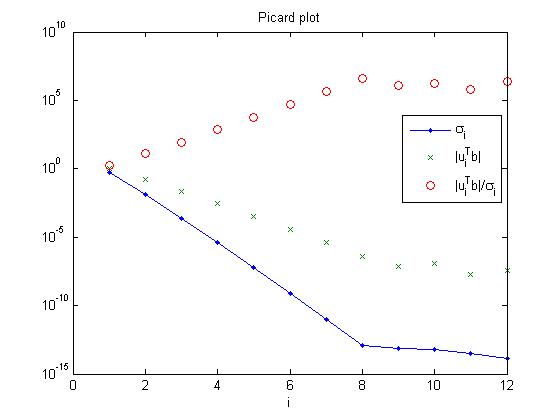 Picard plot
10^10
10^5
10^0
10^-5
10^-10
10^-15
0 2 4 6 8 10 12
i
σ_i
|u_i^T b|
|u_i^T b|/σ_i